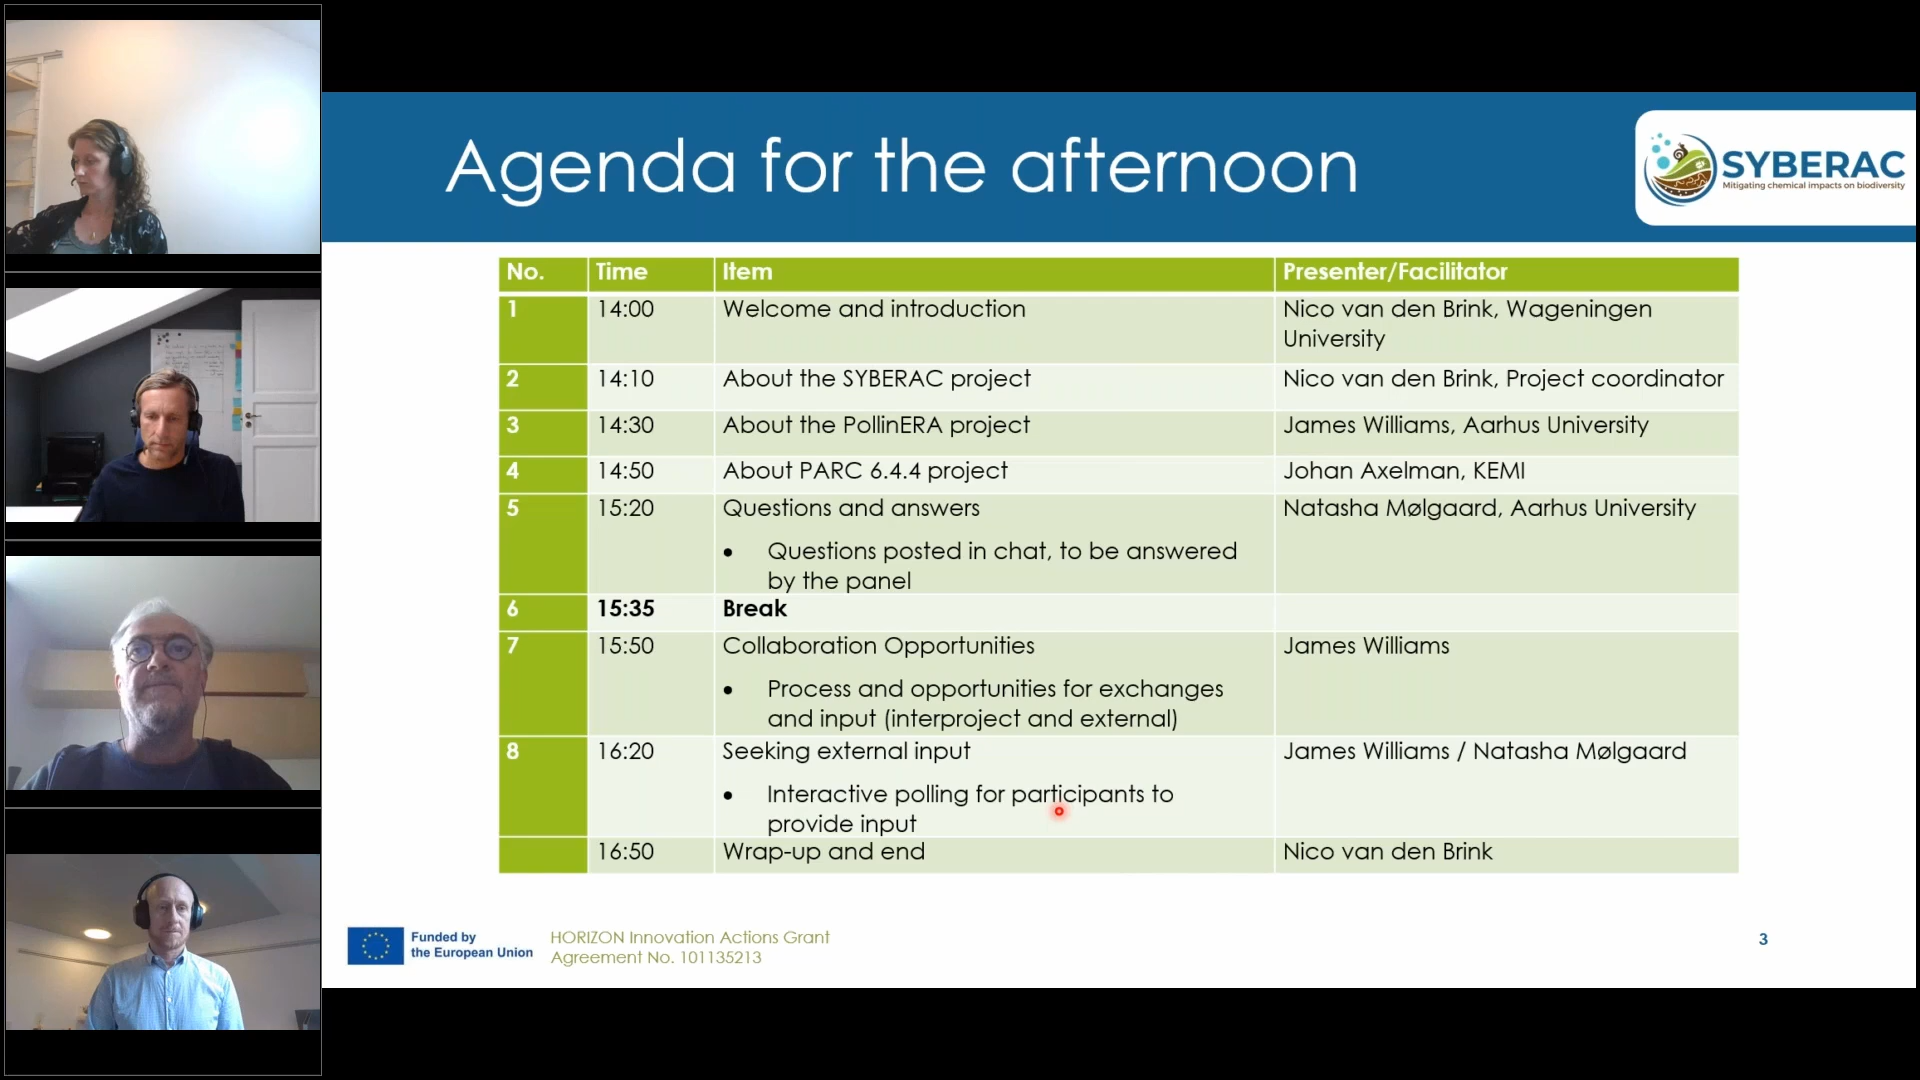 Agenda for the afternoon
SYBERAC
Mitigating chemical impacts on biodiversity
No. Time Item Presenter/Facilitator
1 14:00 Welcome and introduction Nico van den Brink, Wageningen
University
2 14:10 About the SYBERAC project Nico van den Brink, Project coordinator
3 14:30 About the PollinERA project James Williams, Aarhus University
4 14:50 About PARC 6.4.4 project Johan Axelman, KEMI
5 15:20 Questions and answers Natasha Mølgaard, Aarhus University
• Questions posted in chat, to be answered
by the panel
6 15:35 Break
7 15:50 Collaboration Opportunities James Williams
• Process and opportunities for exchanges
and input (interproject and external)
8 16:20 Seeking external input James Williams / Natasha Mølgaard
• Interactive polling for participants to
provide input
16:50 Wrap-up and end Nico van den Brink
Funded by
the European Union
HORIZON Innovation Actions Grant
Agreement No. 101135213
3